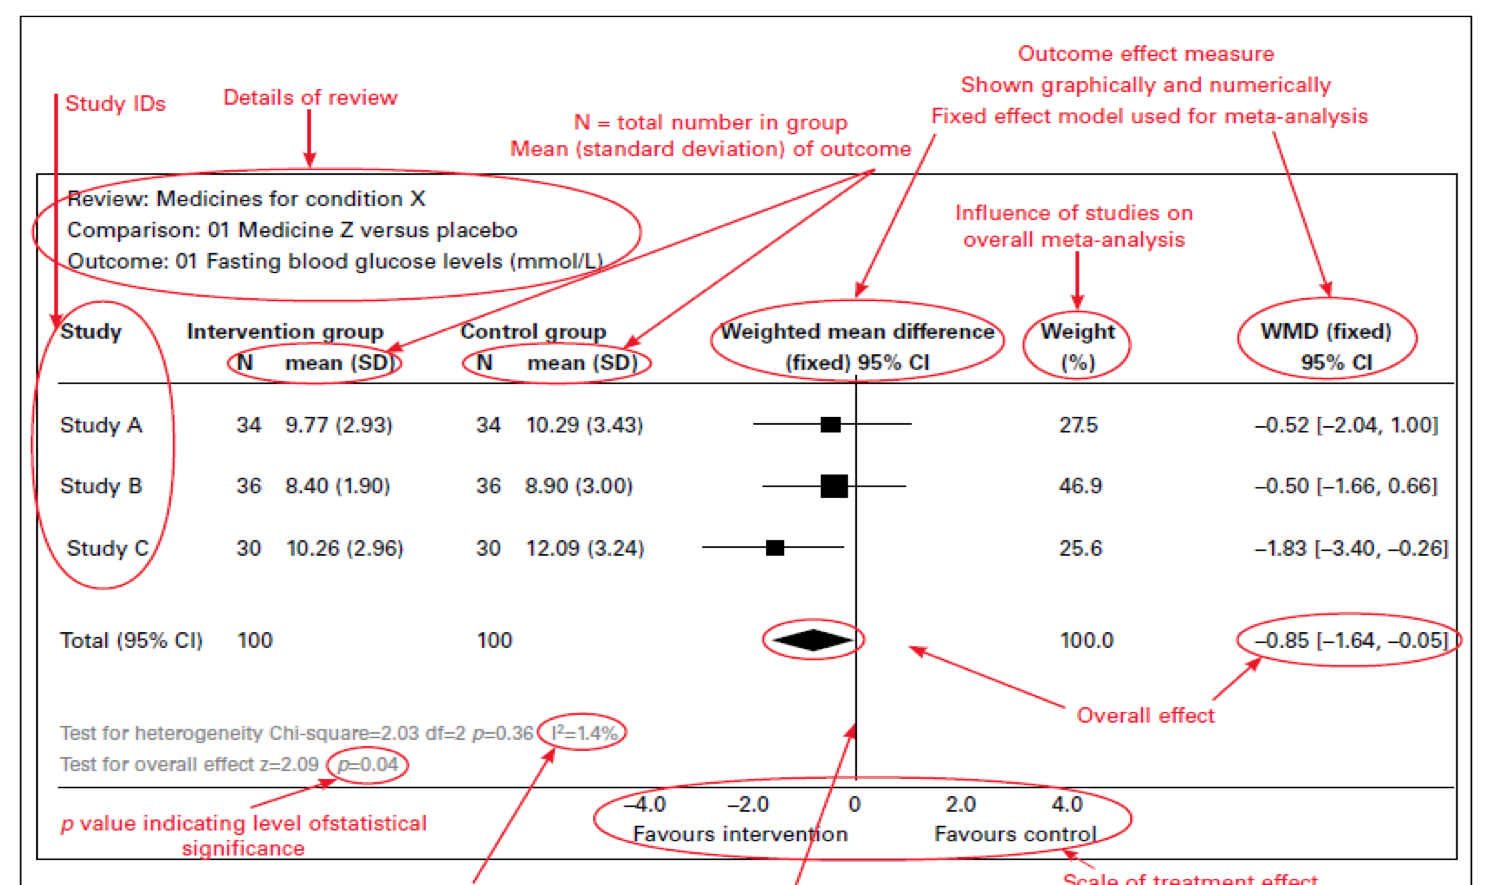 Outcome effect measure
Shown graphically and numerically
Fixed effect model used for meta-analysis
Study IDs
Details of review
N = total number in group
Mean (standard deviation) of outcome
Review: Medicines for condition X
Comparison: 01 Medicine Z versus placebo
Outcome: 01 Fasting blood glucose levels (mmol/L)
Influence of studies on
overall meta-analysis
Study Intervention group Control group Weighted mean difference Weight WMD (fixed)
N mean (SD) N mean (SD) (fixed) 95% CI (%) 95% CI
Study A 34 9.77 (2.93) 34 10.29 (3.43) 27.5 –0.52 [–2.04, 1.00]
Study B 36 8.40 (1.90) 36 8.90 (3.00) 46.9 –0.50 [–1.66, 0.66]
Study C 30 10.26 (2.96) 30 12.09 (3.24) 25.6 –1.83 [–3.40, –0.26]
Total (95% CI) 100 100 100.0 –0.85 [–1.64, –0.05]
Overall effect
Test for heterogeneity Chi-square=2.03 df=2 p=0.36 I²=1.4%
Test for overall effect z=2.09 p=0.04
–4.0 –2.0 0 2.0 4.0
Favours intervention Favours control
p value indicating level ofstatistical
significance
Scale of treatment effect